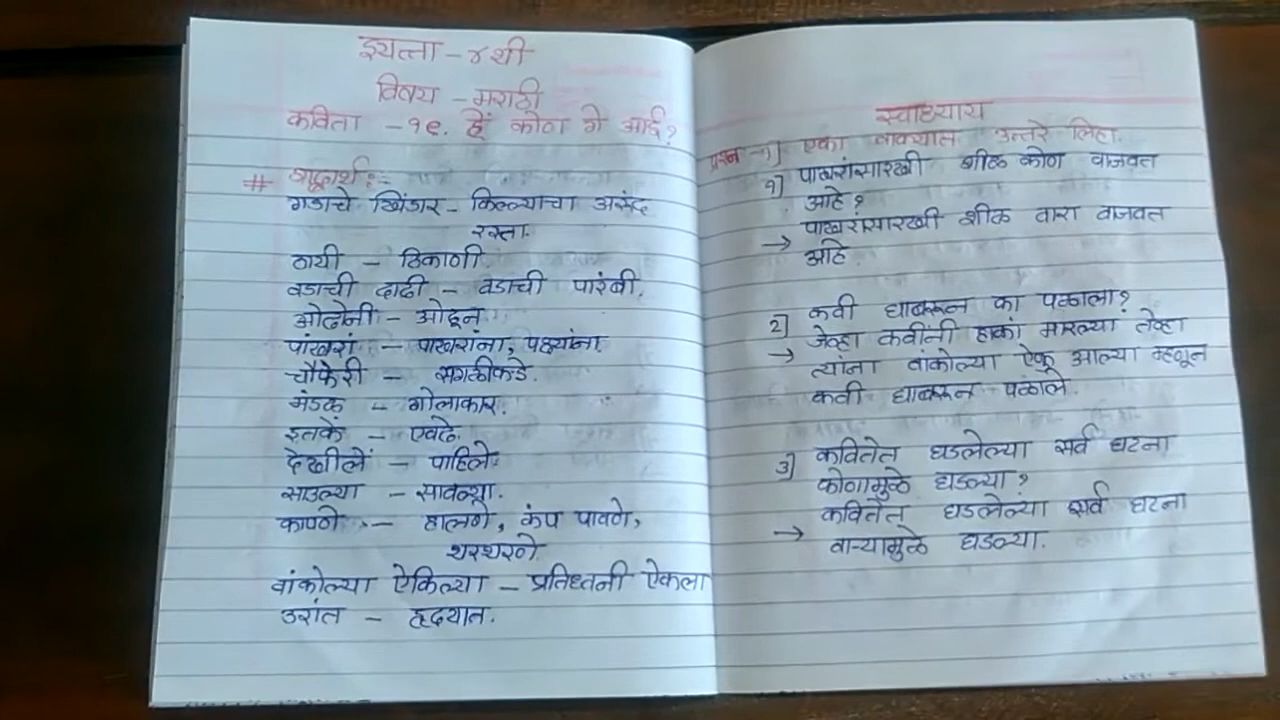 इयत्ता - ४थी
विषय - मराठी
कविता - १९. हें कोण गे आई?
# शब्दार्थ :-
गडाचे खिंडार - किल्ल्याचा अरुंद
रस्ता.
ठायी - ठिकाणी.
वडाची दाढी - वडाची पारंबी.
ओढोनी - ओढून.
पांखरां - पाखरांना, पक्ष्यांना.
चौफेरी - सगळीकडे.
मंडळ - गोलाकार.
इतकें - एवढे.
देखीलें - पाहिले.
साउल्या - सावल्या.
कापणे - हालणे, कंप पावणे,
थरथरणे.
वांकोल्या ऐकिल्या - प्रतिध्वनी ऐकला
उरांत - हृदयात.
स्वाध्याय
प्रश्न - १] एका वाक्यात उत्तरे लिहा.
१] पाखरांसारखी शीळ कोण वाजवत
आहे?
→ पाखरांसारखी शीळ वारा वाजवत
आहे.
2] कवी घाबरून का पळाला?
→ जेव्हा कवींनी हाका मारल्या तेव्हा
त्यांना वांकोल्या ऐकू आल्या म्हणून
कवी घाबरून पळाले.
3] कवितेत घडलेल्या सर्व घटना
कोणामुळे घडल्या?
→ कवितेत घडलेल्या सर्व घटना
वाऱ्यामुळे घडल्या.